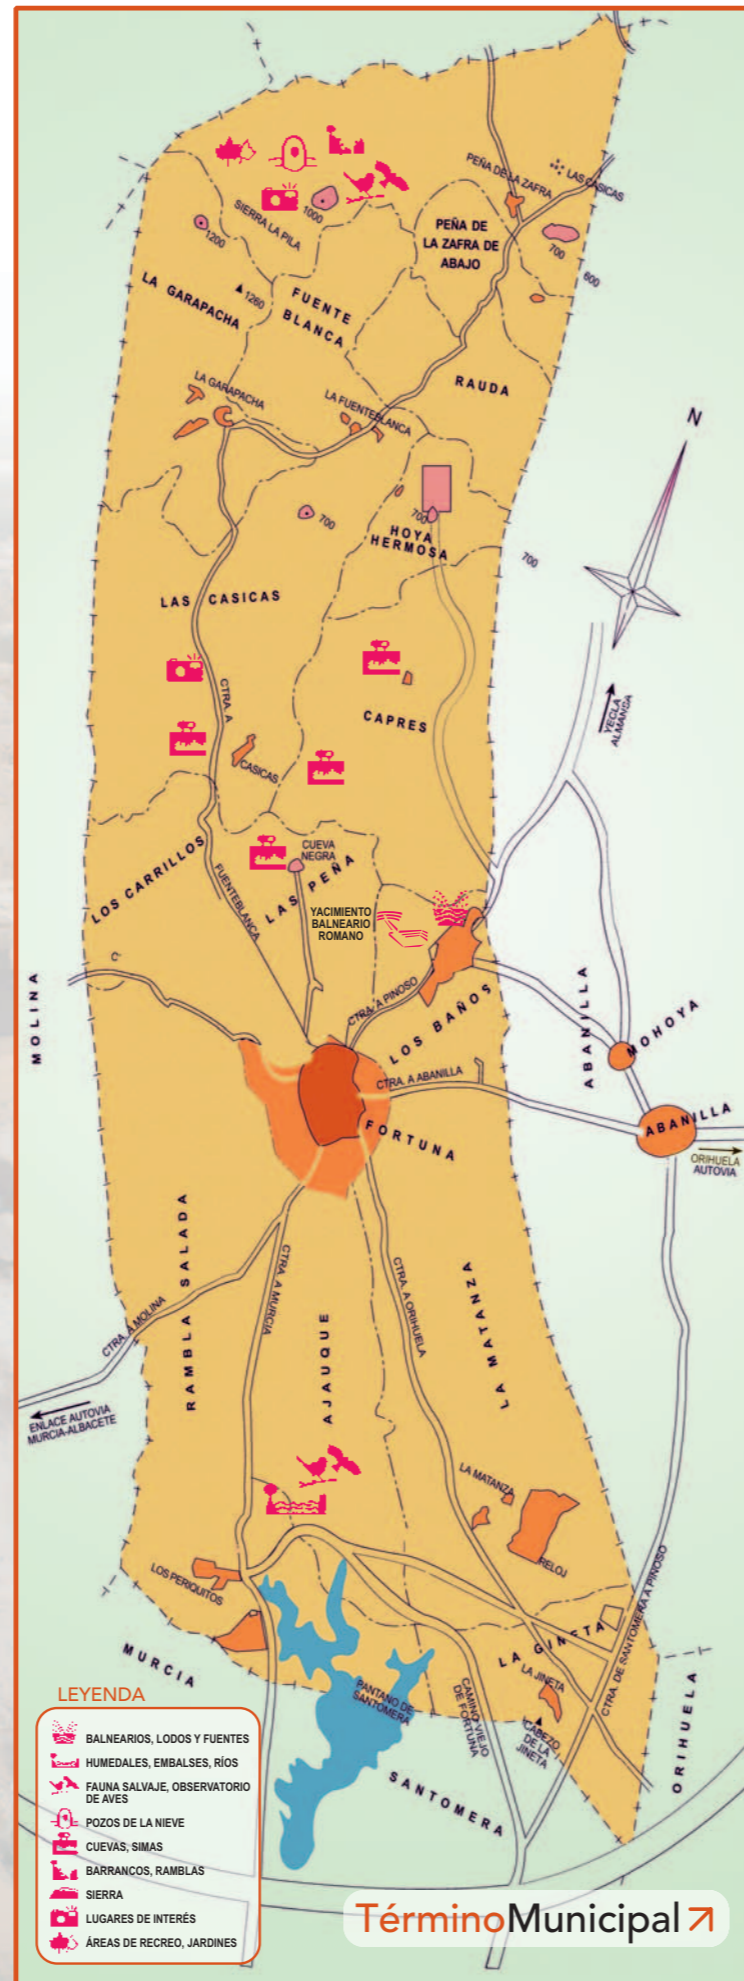 PEÑA DE LA ZAFRA
LAS CASICAS
1000
SIERRA LA PILA
1200
PEÑA DE
LA ZAFRA DE
ABAJO
700
600
LA GARAPACHA
1260
FUENTE
BLANCA
RAUDA
LA GARAPACHA
LA FUENTEBLANCA
N
700
700
HOYA
HERMOSA
700
LAS CASICAS
CTRA. A
CAPRES
YECLA
ALMANSA
CASICAS
CUEVA
NEGRA
LOS CARRILLOS
FUENTEBLANCA
LAS PEÑA
YACIMIENTO
BALNEARIO
ROMANO
MOLINA
CTRA. A PINOSO
LOS BAÑOS
ABANILLA
MOHOYA
CTRA. A ABANILLA
FORTUNA
ABANILLA
ORIHUELA
AUTOVIA
RAMBLA SALADA
CTRA. A MURCIA
CTRA. A ORIHUELA
LA MATANZA
CTRA. A MOLINA
AJAUQUE
ENLACE AUTOVIA
MURCIA-ALBACETE
LA MATANZA
RELOJ
LOS PERIQUITOS
CTRA. DE SANTOMERA A PINOSO
LA GINETA
MURCIA
PANTANO DE
SANTOMERA
CAMINO VIEJO
DE FORTUNA
LA JINETA
CABEZO
DE LA
JINETA
ORIHUELA
SANTOMERA
LEYENDA
BALNEARIOS, LODOS Y FUENTES
HUMEDALES, EMBALSES, RÍOS
FAUNA SALVAJE, OBSERVATORIO
DE AVES
POZOS DE LA NIEVE
CUEVAS, SIMAS
BARRANCOS, RAMBLAS
SIERRA
LUGARES DE INTERÉS
ÁREAS DE RECREO, JARDINES
TérminoMunicipal